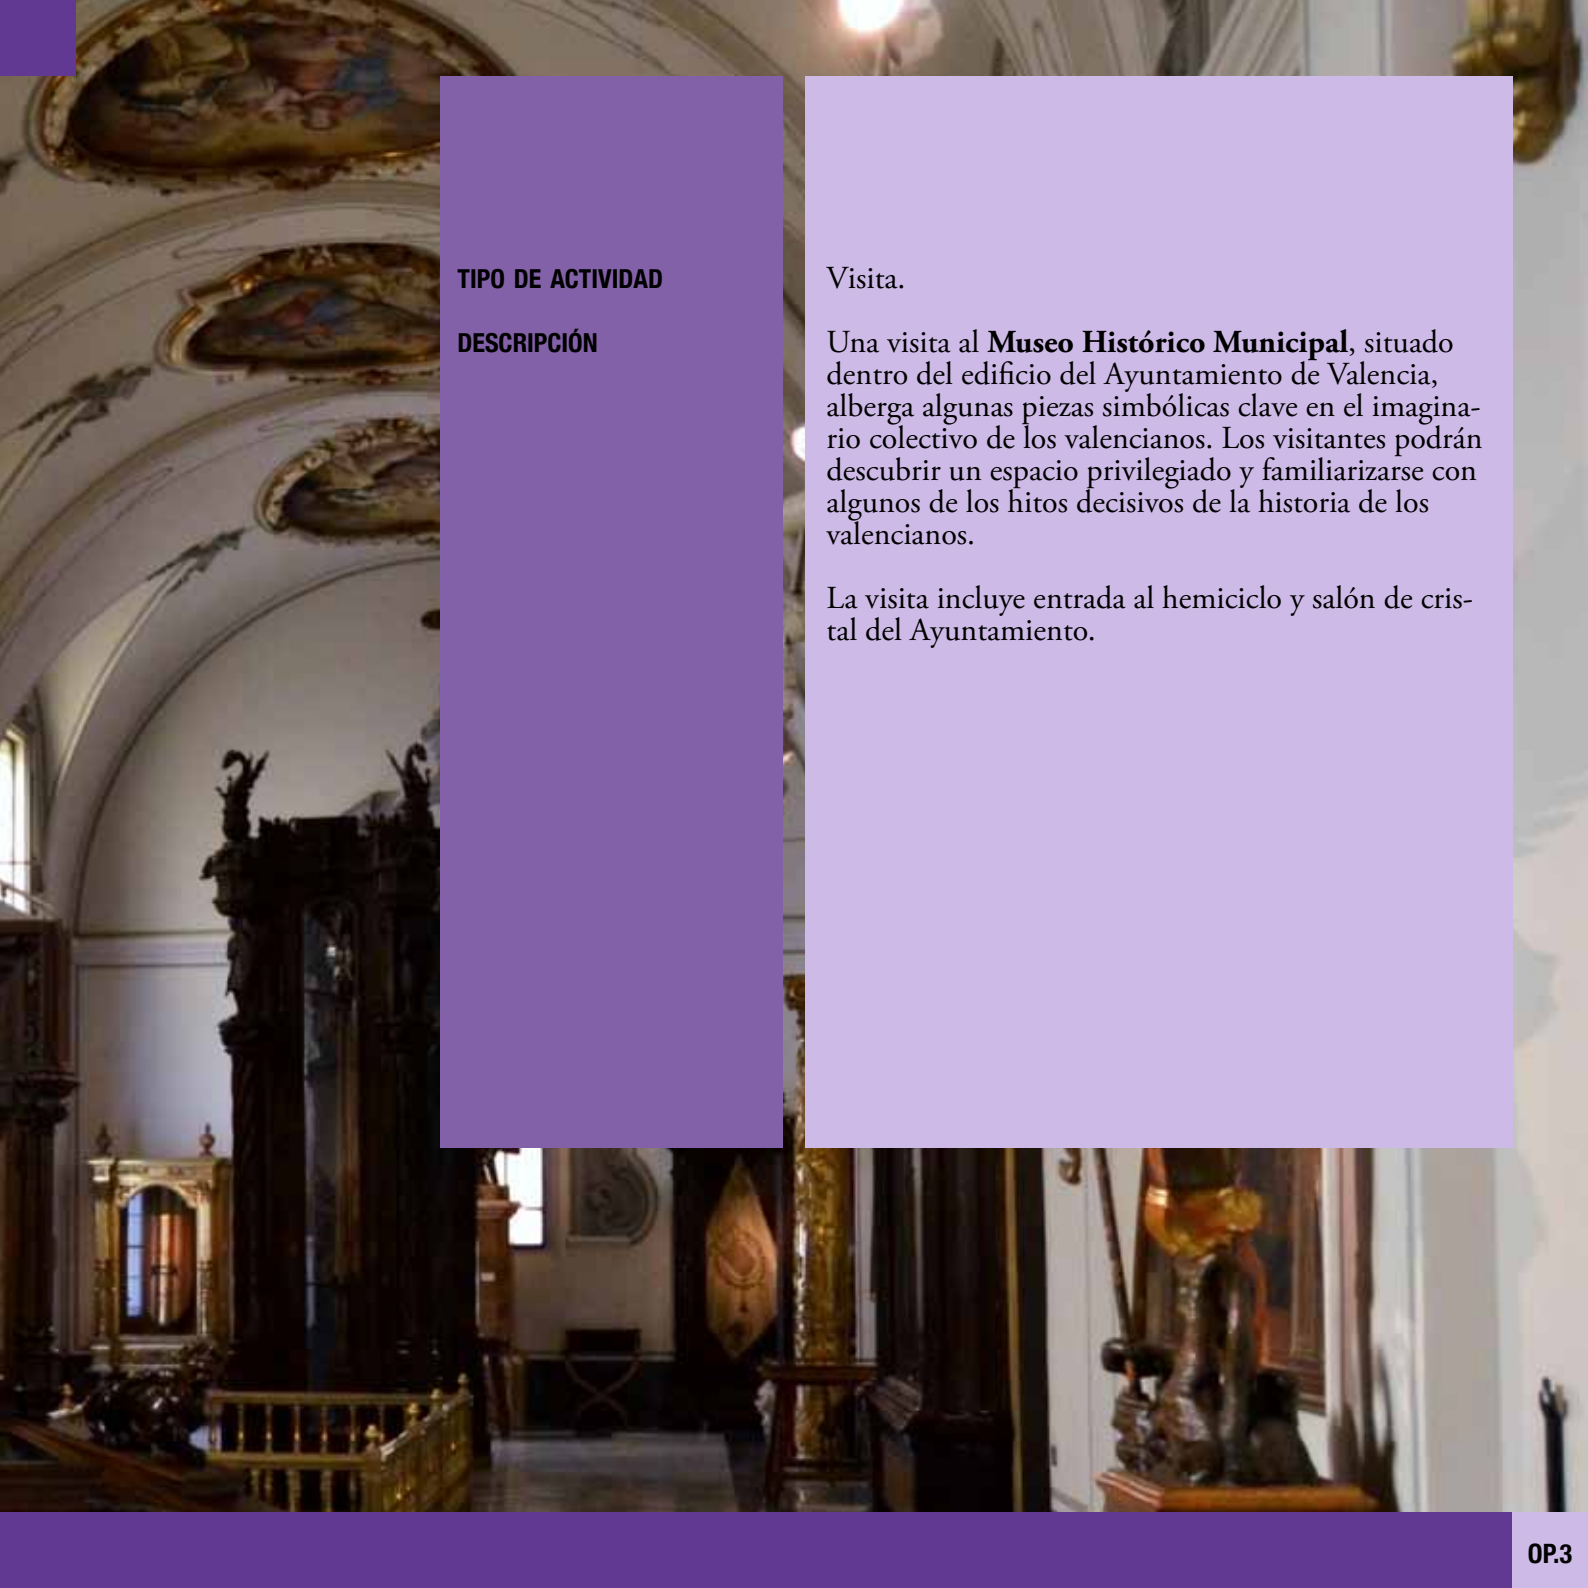 TIPO DE ACTIVIDAD
Visita.
DESCRIPCIÓN
Una visita al Museo Histórico Municipal, situado
dentro del edificio del Ayuntamiento de Valencia,
alberga algunas piezas simbólicas clave en el imagina-
rio colectivo de los valencianos. Los visitantes podrán
descubrir un espacio privilegiado y familiarizarse con
algunos de los hitos decisivos de la historia de los
valencianos.
La visita incluye entrada al hemiciclo y salón de cris-
tal del Ayuntamiento.
OP.3